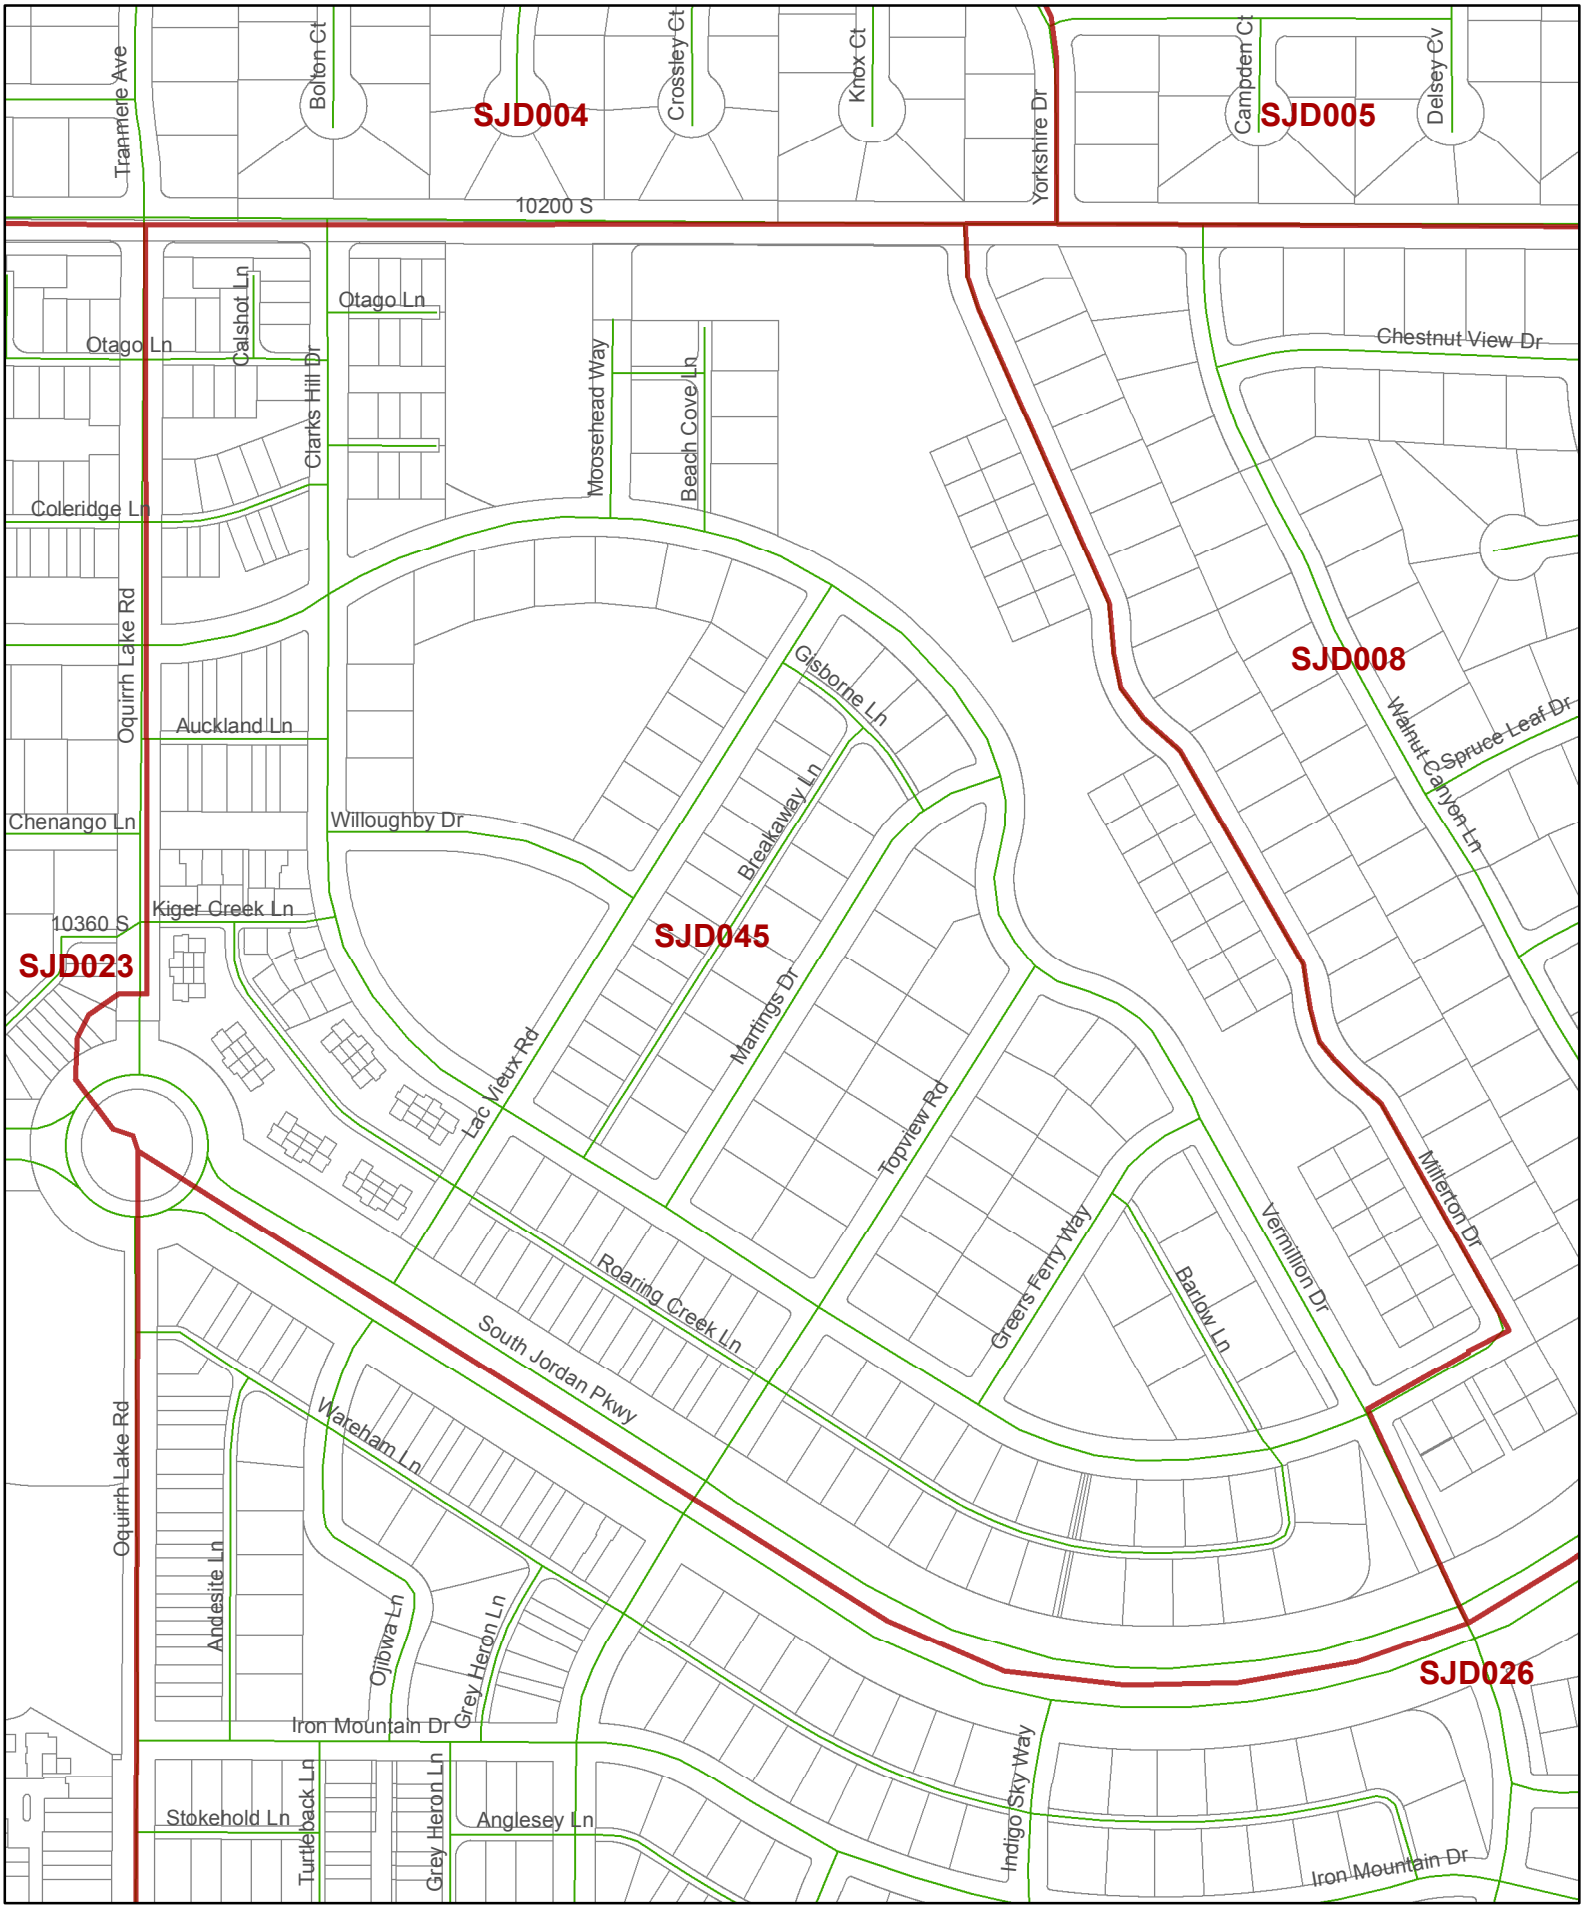 Tranmere Ave
Bolton Ct
Crossley Ct
Knox Ct
Yorkshire Dr
Campden Ct
Delsey Cv
SJD004
SJD005
10200 S
Otago Ln
Calshot Ln
Otago Ln
Clarks Hill Dr
Moosehead Way
Beach Cove Ln
Chestnut View Dr
Coleridge Ln
Oquirrh Lake Rd
Gisborne Ln
SJD008
Walnut Canyon Ln
Spruce Leaf Dr
Auckland Ln
Chenango Ln
Willoughby Dr
Breakaway Ln
10360 S
Kiger Creek Ln
SJD023
SJD045
Martings Dr
Lac Vieux Rd
Topview Rd
Millerton Dr
Vermillion Dr
Greers Ferry Way
Barlow Ln
Roaring Creek Ln
South Jordan Pkwy
Wareham Ln
Oquirrh Lake Rd
Andesite Ln
Ojibwa Ln
Grey Heron Ln
SJD026
Iron Mountain Dr
Indigo Sky Way
Turtleback Ln
Grey Heron Ln
Stokehold Ln
Anglesey Ln
Iron Mountain Dr